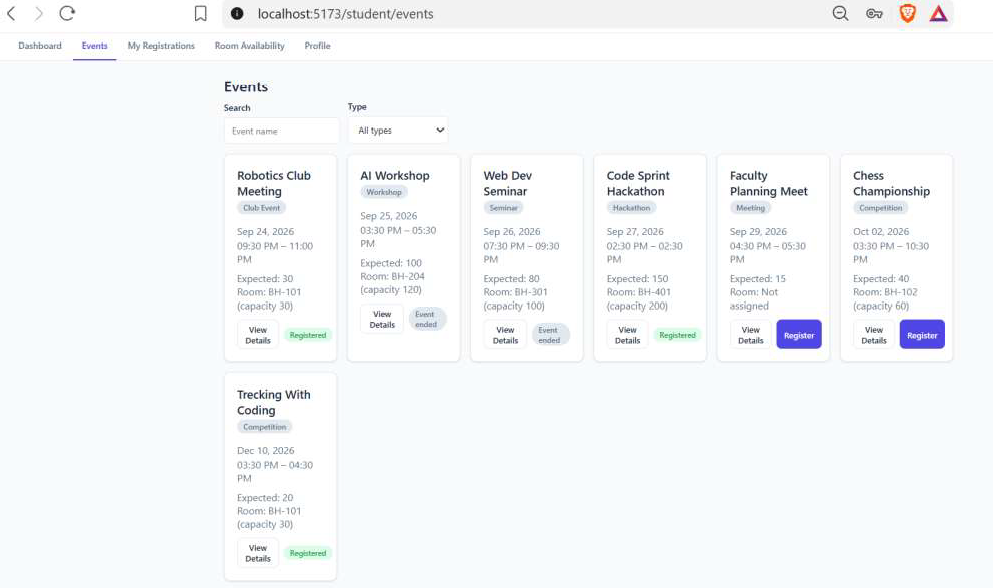 localhost:5173/student/events
Dashboard Events My Registrations Room Availability Profile
Events
Search
Event name
Type
All types
Robotics Club
Meeting
Club Event
Sep 24, 2026
09:30 PM – 11:00
PM
Expected: 30
Room: BH-101
(capacity 30)
View
Details
Registered
AI Workshop
Workshop
Sep 25, 2026
03:30 PM – 05:30
PM
Expected: 100
Room: BH-204
(capacity 120)
View
Details
Event
ended
Web Dev
Seminar
Seminar
Sep 26, 2026
07:30 PM – 09:30
PM
Expected: 80
Room: BH-301
(capacity 100)
View
Details
Event
ended
Code Sprint
Hackathon
Hackathon
Sep 27, 2026
02:30 PM – 02:30
PM
Expected: 150
Room: BH-401
(capacity 200)
View
Details
Registered
Faculty
Planning Meet
Meeting
Sep 29, 2026
04:30 PM – 05:30
PM
Expected: 15
Room: Not
assigned
View
Details
Register
Chess
Championship
Competition
Oct 02, 2026
03:30 PM – 10:30
PM
Expected: 40
Room: BH-102
(capacity 60)
View
Details
Register
Trecking With
Coding
Competition
Dec 10, 2026
03:30 PM – 04:30
PM
Expected: 20
Room: BH-101
(capacity 30)
View
Details
Registered